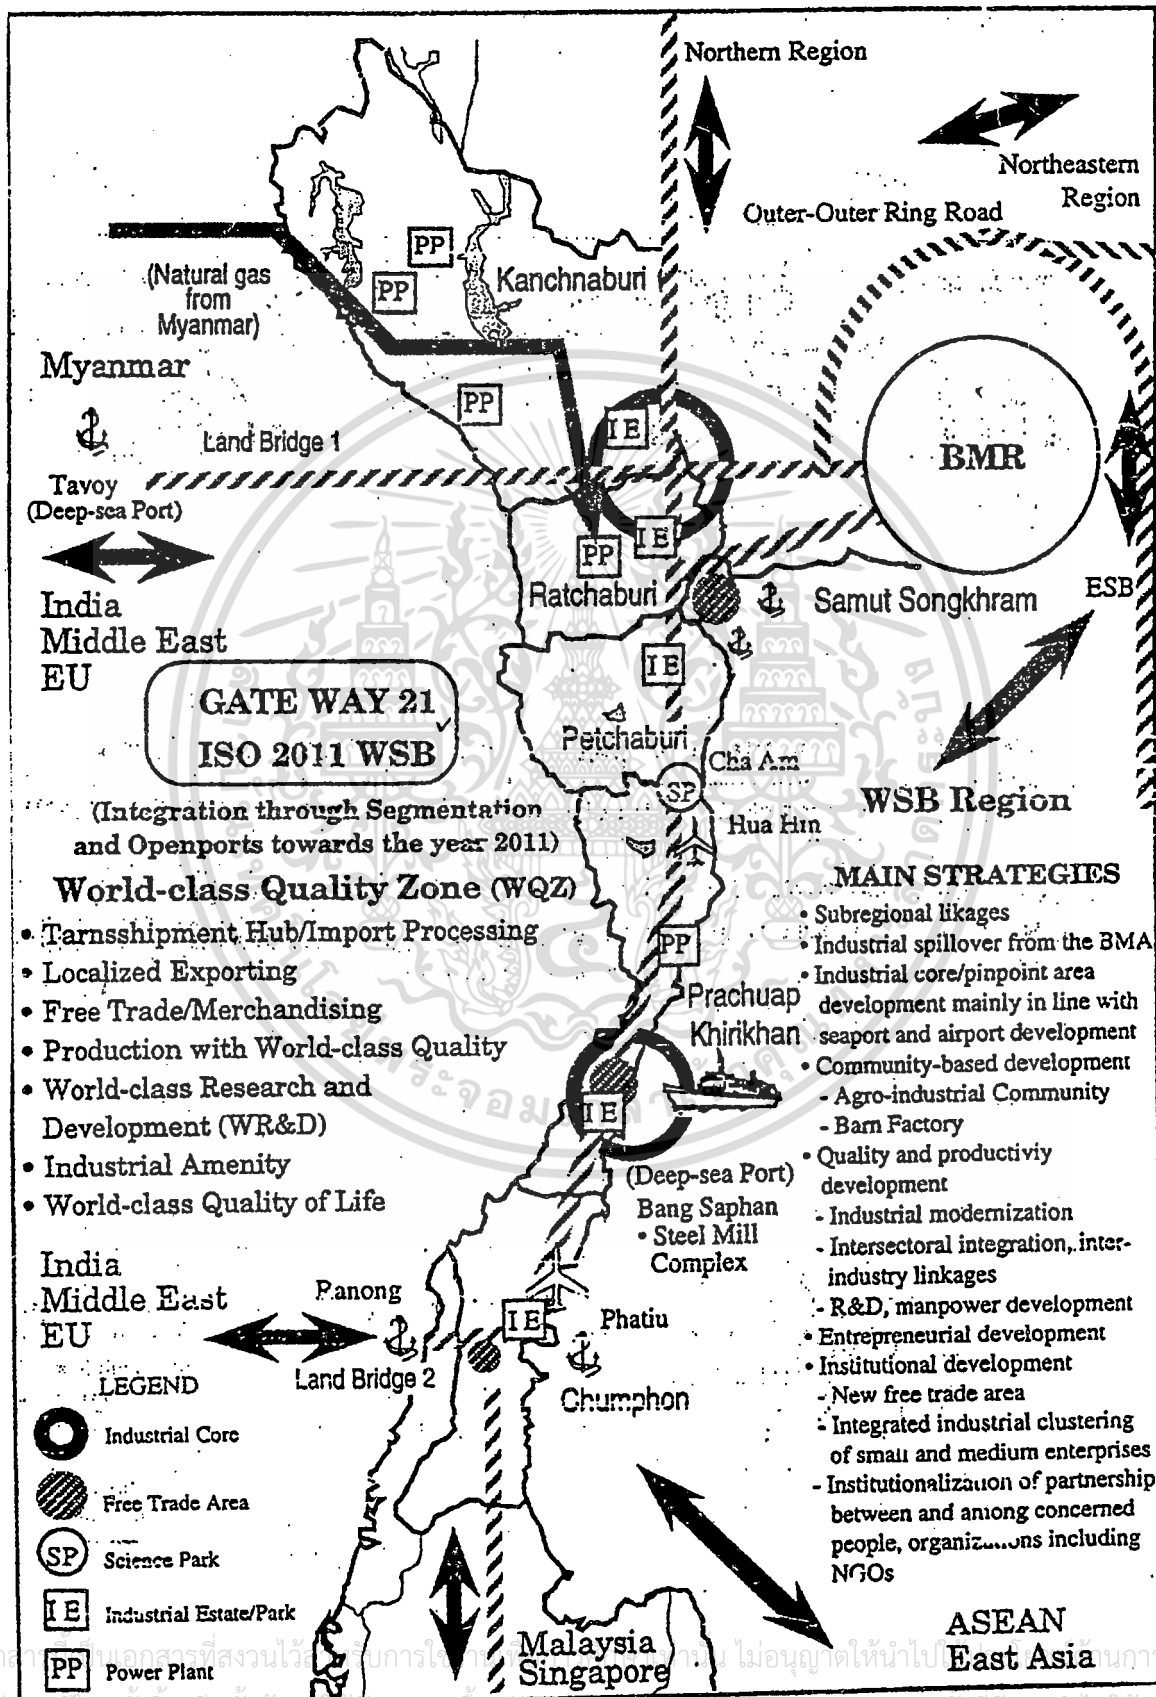 Northern Region
Northeastern
Region
Outer-Outer Ring Road
(Natural gas
from
Myanmar)
PP
PP
Kanchnaburi
Myanmar
PP
IE
Land Bridge 1
BMR
Tavoy
(Deep-sea Port)
IE
PP
Ratchaburi
Samut Songkhram
ESB
India
Middle East
EU
IE
GATE WAY 21
ISO 2011 WSB
Petchaburi
Cha Am
SP
Hua Hin
WSB Region
(Integration through Segmentation
and Openports towards the year 2011)
World-class Quality Zone (WQZ)
• Tarnsshipment Hub/Import Processing
• Localized Exporting
• Free Trade/Merchandising
• Production with World-class Quality
• World-class Research and
Development (WR&D)
• Industrial Amenity
• World-class Quality of Life
PP
Prachuap
Khirikhan
IE
(Deep-sea Port)
Bang Saphan
• Steel Mill
Complex
MAIN STRATEGIES
• Subregional likages
• Industrial spillover from the BMA
• Industrial core/pinpoint area
development mainly in line with
seaport and airport development
• Community-based development
- Agro-industrial Community
- Barn Factory
• Quality and productiviy
development
- Industrial modernization
- Intersectoral integration, inter-
industry linkages
- R&D, manpower development
• Entrepreneurial development
• Institutional development
- New free trade area
- Integrated industrial clustering
of small and medium enterprises
- Institutionalization of partnership
between and among concerned
people, organizations including
NGOs
India
Middle East
EU
Ranong
IE
Phatiu
Land Bridge 2
Chumphon
LEGEND
Industrial Core
Free Trade Area
SP Science Park
IE Industrial Estate/Park
PP Power Plant
Malaysia
Singapore
ASEAN
East Asia